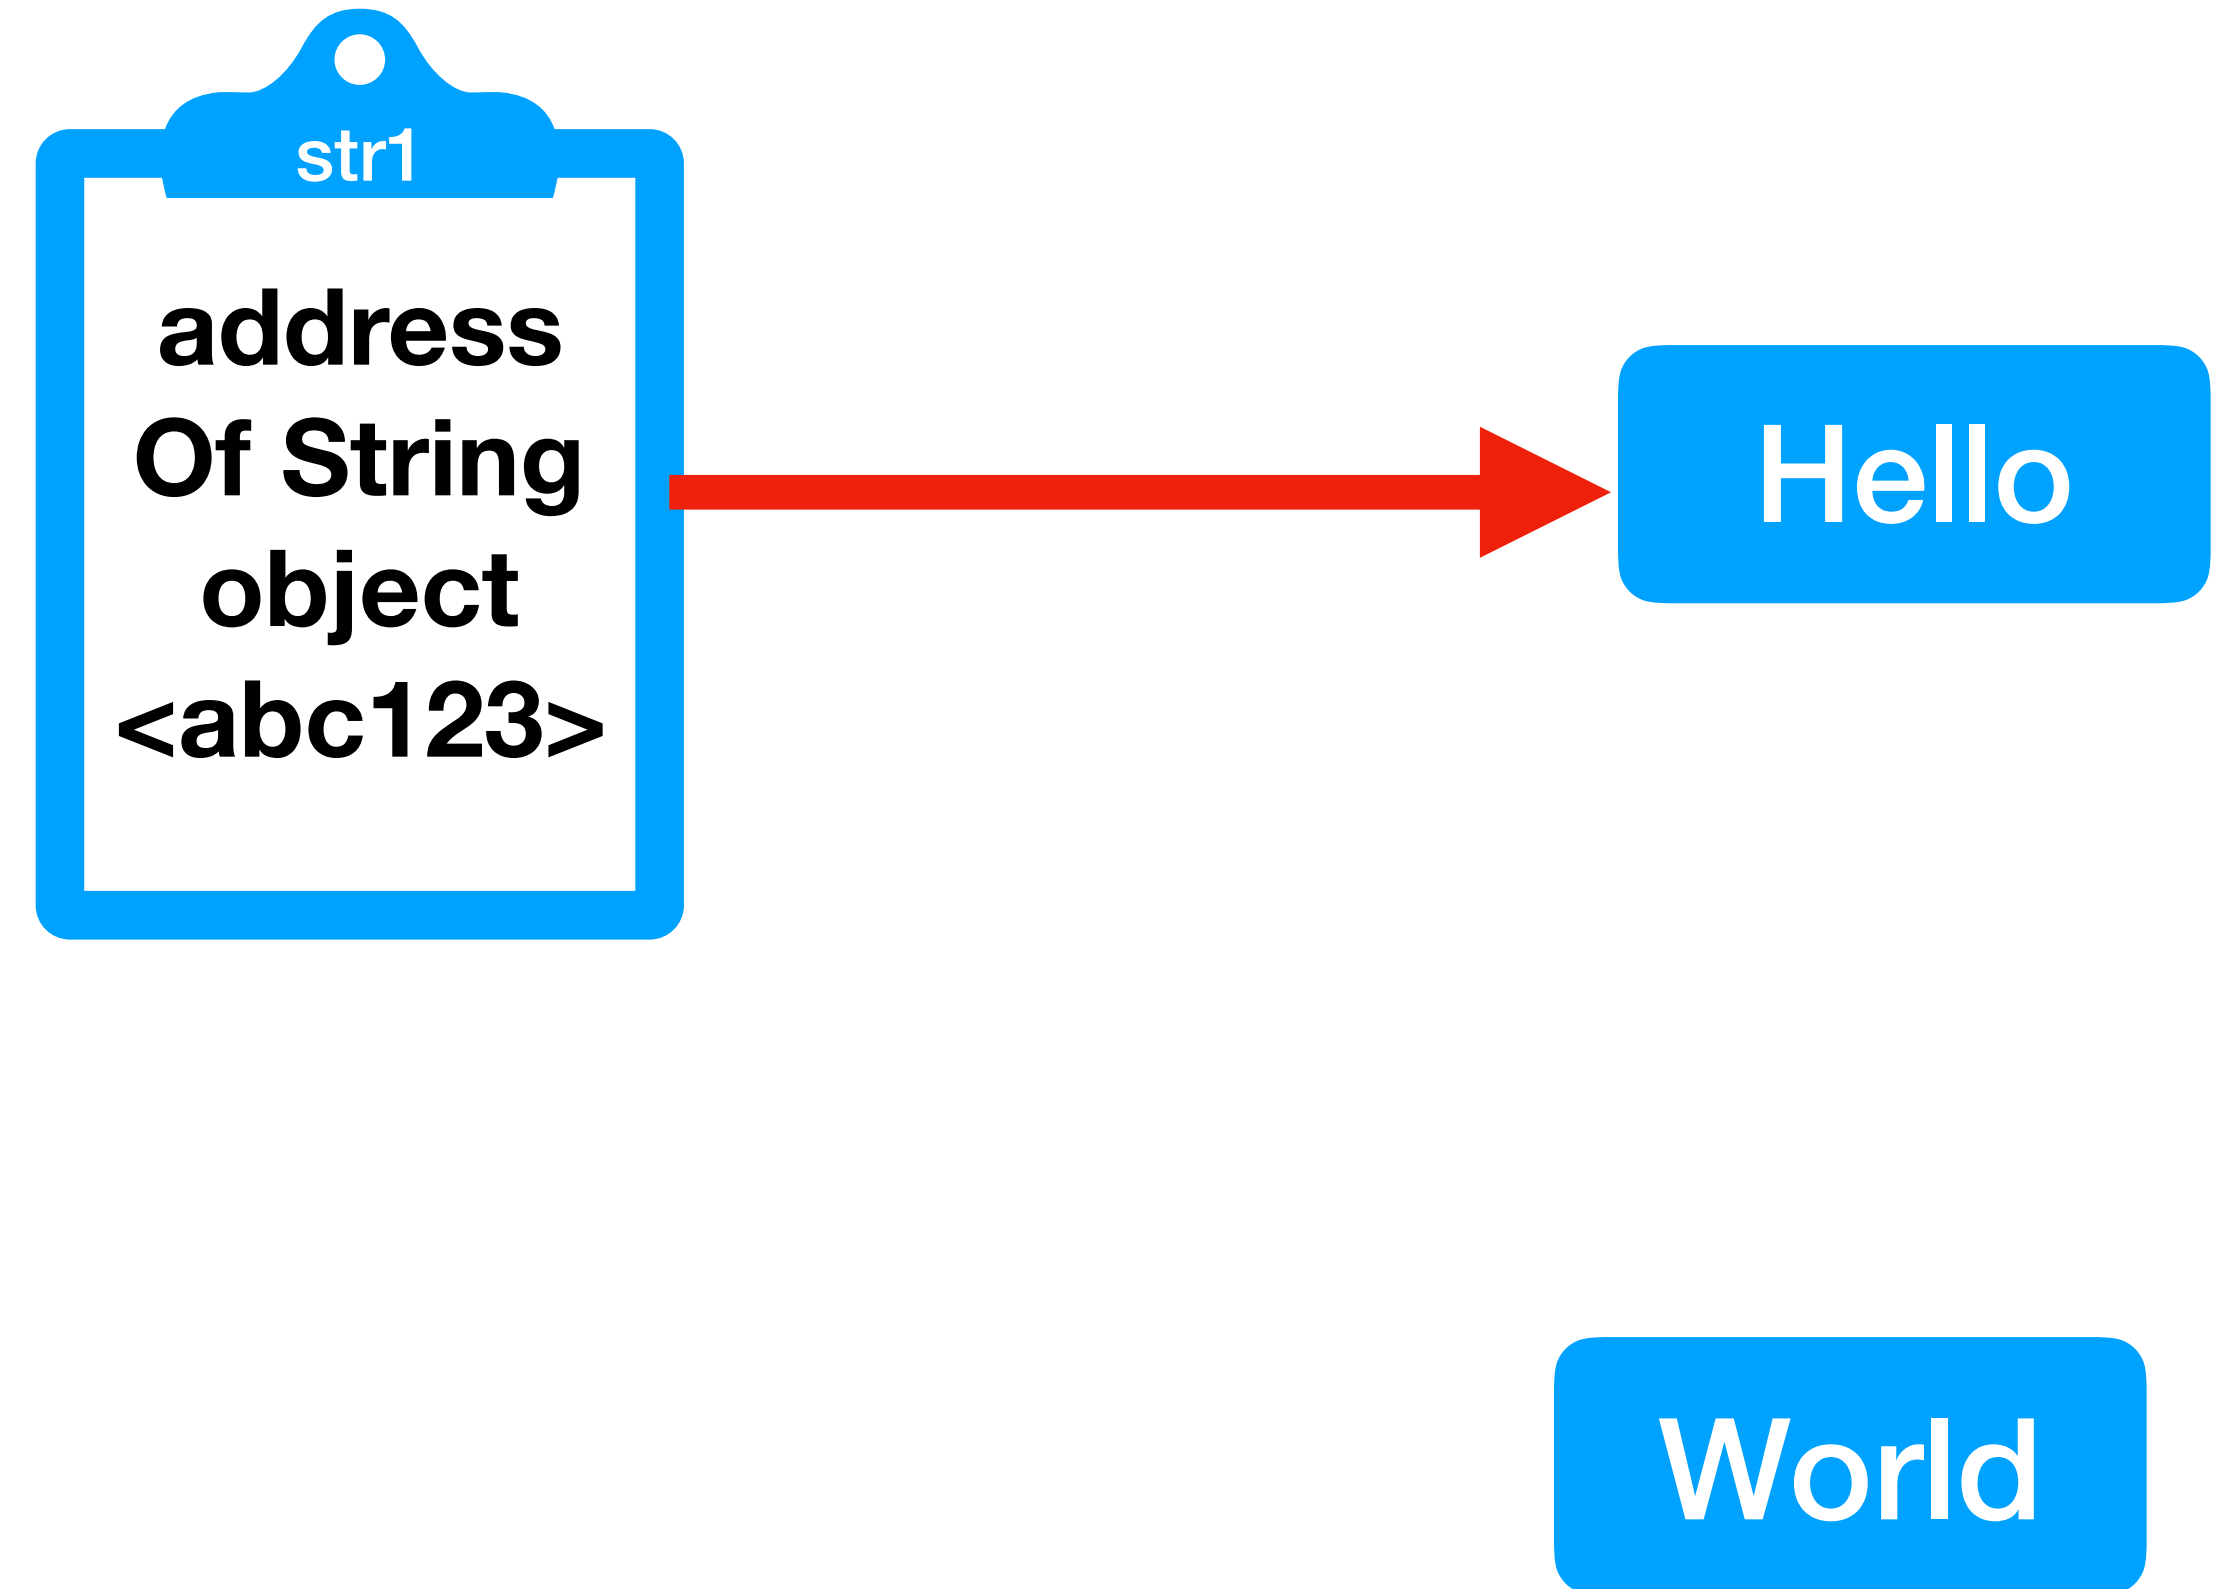 str1
address
Of String
object
<abc123>
Hello
World